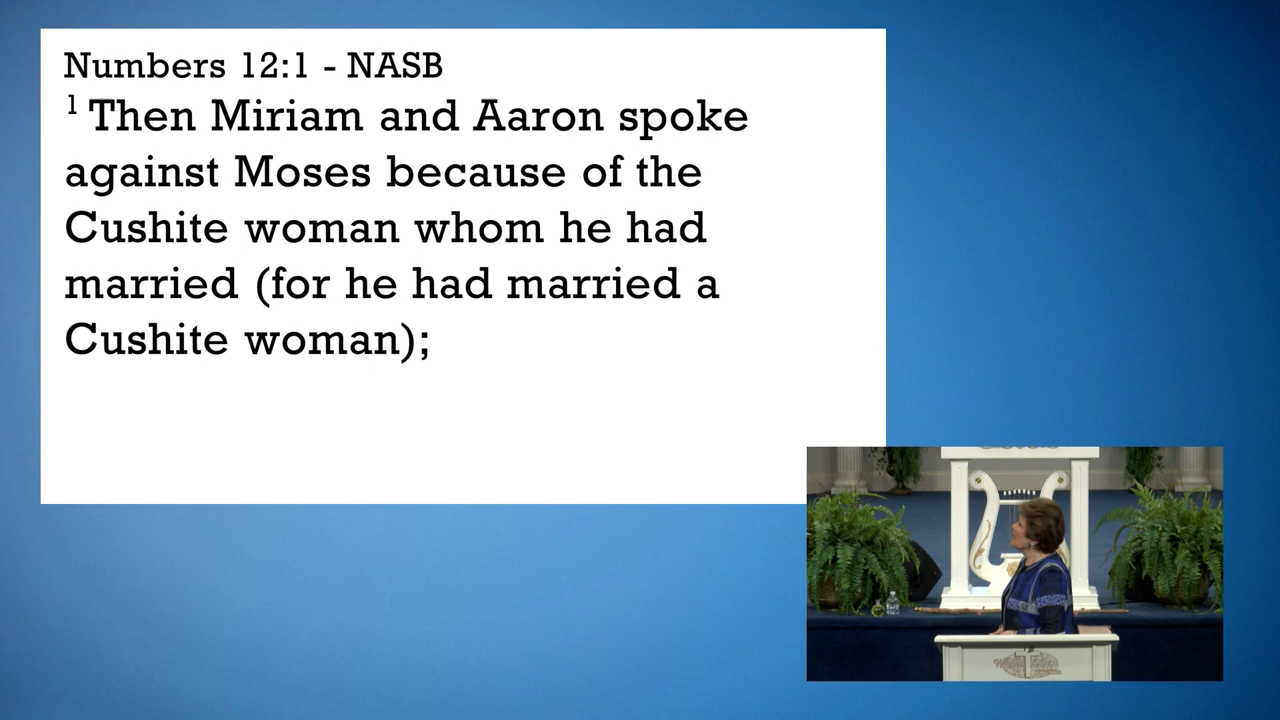 Numbers 12:1 - NASB
1 Then Miriam and Aaron spoke
against Moses because of the
Cushite woman whom he had
married (for he had married a
Cushite woman);